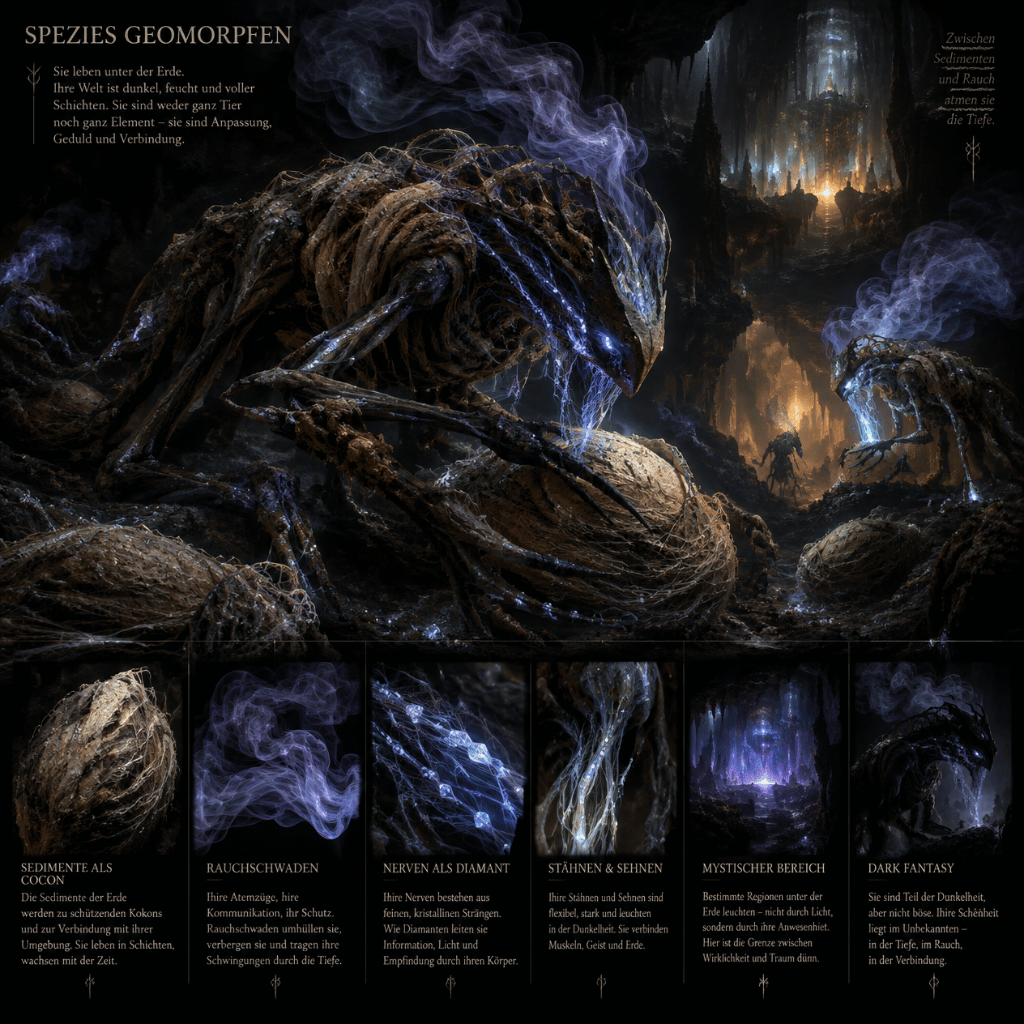 SPEZIES GEOMORPFEN
Sie leben unter der Erde.
Ihre Welt ist dunkel, feucht und voller
Schichten. Sie sind weder ganz Tier
noch ganz Element – sie sind Anpassung,
Geduld und Verbindung.
Zwischen
Sedimenten
und Rauch
atmen sie
die Tiefe.
SEDIMENTE ALS
COCON
Die Sedimente der Erde
werden zu schützenden Kokons
und zur Verbindung mit ihrer
Umgebung. Sie leben in Schichten,
wachsen mit der Zeit.
RAUCHSCHWADEN
Ihire Atemzüge, hire
Kommunikation, ihr Schutz.
Rauchschwaden umhüllen sie,
verbergen sie und tragen ihre
Schwingungen durch die Tiefe.
NERVEN ALS DIAMANT
Ihire Nerven bestehen aus
feinen, kristallinen Strängen.
Wie Diamanten leiten sie
Information, Licht und
Empfindung durch ihren Körper.
STÄHNEN & SEHNEN
Ihire Stähnen und Sehnen sind
flexibel, stark und leuchten
in der Dunkelheit. Sie verbinden
Muskeln, Geist und Erde.
MYSTISCHER BEREICH
Bestimmte Regionen unter der
Erde leuchten – nicht durch Licht,
sondern durch ihre Anwesenhiet.
Hier ist die Grenze zwischen
Wirklichkeit und Traum dünn.
DARK FANTASY
Sie sind Teil der Dunkelheit,
aber nicht böse. Ihire Schėnheit
liegt im Unbekannten –
in der Tiefe, im Rauch,
in der Verbindung.